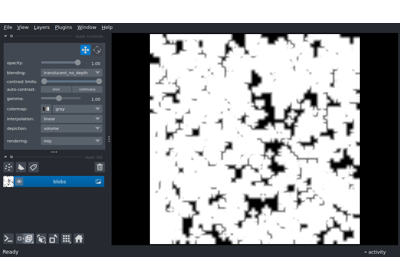 File View Layers Plugins Window Help
opacity: 1.00
blending: translucent_no_depth
contrast limits:
auto-contrast: once continuous
gamma: 1.00
colormap: gray
interpolation: linear
depiction: volume
rendering: mip
blobs
Ready activity